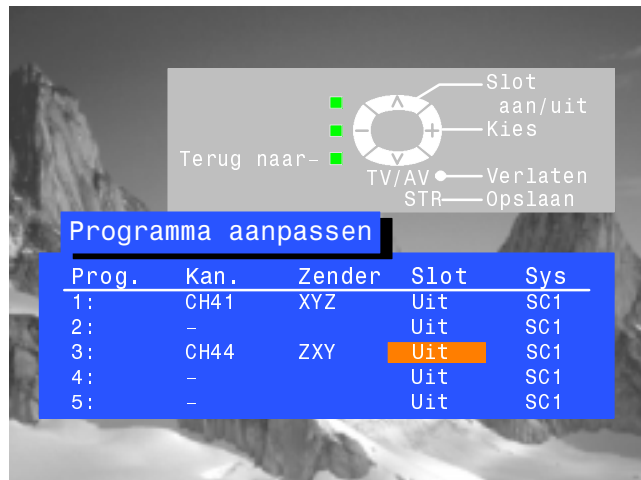 Slot
aan/uit
Kies
Terug naar
TV/AV Verlaten
STR Opslaan
Programma aanpassen
Prog. Kan. Zender Slot Sys
1: CH41 XYZ Uit SC1
2: – Uit SC1
3: CH44 ZXY Uit SC1
4: – Uit SC1
5: – Uit SC1